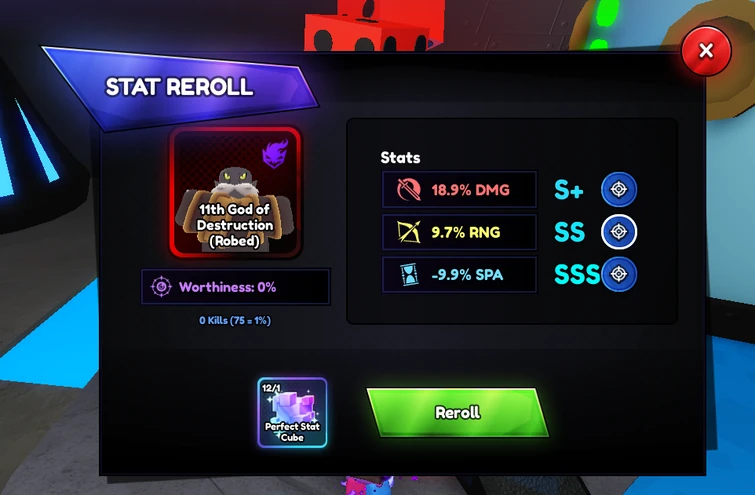 STAT REROLL
X
11th God of
Destruction
(Robed)
Worthiness: 0%
0 Kills (75 = 1%)
Stats
18.9% DMG S+
9.7% RNG SS
-9.9% SPA SSS
12/1
Perfect Stat
Cube
Reroll